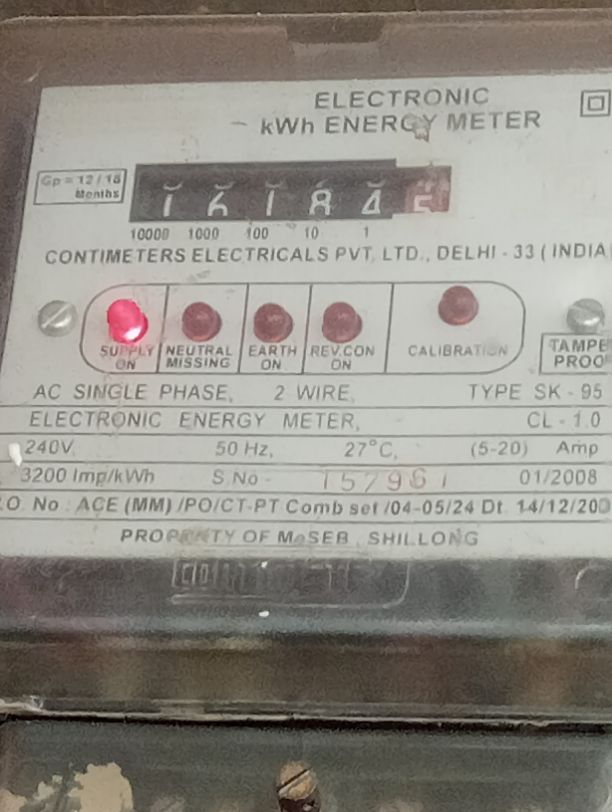 ELECTRONIC
kWh ENERGY METER
Gp = 12 / 18
Months
1 6 1 8 4
10000 1000 100 10 1
CONTIMETERS ELECTRICALS PVT. LTD., DELHI - 33 ( INDIA
SUPPLY ON NEUTRAL MISSING EARTH ON REV.CON ON CALIBRATION TAMPE PROO
AC SINGLE PHASE, 2 WIRE, TYPE SK - 95
ELECTRONIC ENERGY METER, CL - 1.0
240V, 50 Hz, 27°C, (5-20) Amp
3200 Imp/kWh S.No - 157961 01/2008
.O. No : ACE (MM) /PO/CT-PT Comb set /04-05/24 Dt. 14/12/200
PROPERTY OF MeSEB, SHILLONG